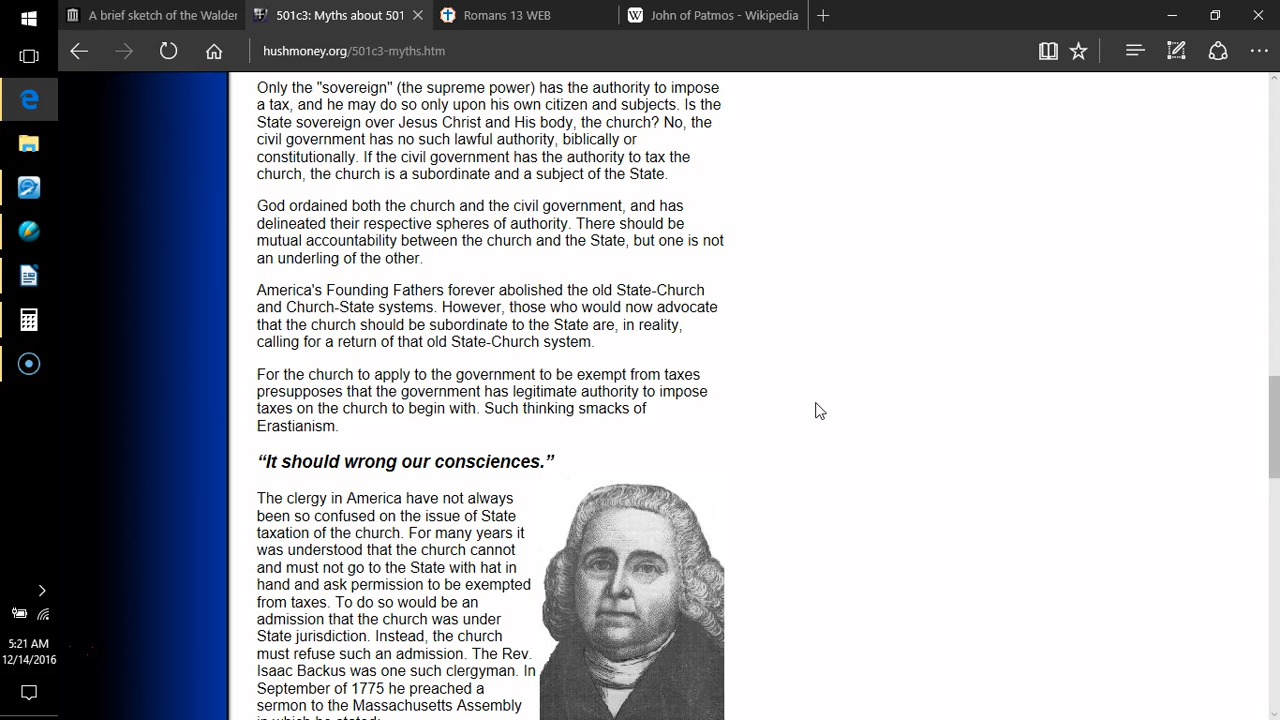 A brief sketch of the Walder
501c3: Myths about 501
Romans 13 WEB
W John of Patmos - Wikipedia
hushmoney.org/501c3-myths.htm
Only the "sovereign" (the supreme power) has the authority to impose
a tax, and he may do so only upon his own citizen and subjects. Is the
State sovereign over Jesus Christ and His body, the church? No, the
civil government has no such lawful authority, biblically or
constitutionally. If the civil government has the authority to tax the
church, the church is a subordinate and a subject of the State.
God ordained both the church and the civil government, and has
delineated their respective spheres of authority. There should be
mutual accountability between the church and the State, but one is not
an underling of the other.
America's Founding Fathers forever abolished the old State-Church
and Church-State systems. However, those who would now advocate
that the church should be subordinate to the State are, in reality,
calling for a return of that old State-Church system.
For the church to apply to the government to be exempt from taxes
presupposes that the government has legitimate authority to impose
taxes on the church to begin with. Such thinking smacks of
Erastianism.
“It should wrong our consciences.”
The clergy in America have not always
been so confused on the issue of State
taxation of the church. For many years it
was understood that the church cannot
and must not go to the State with hat in
hand and ask permission to be exempted
from taxes. To do so would be an
admission that the church was under
State jurisdiction. Instead, the church
must refuse such an admission. The Rev.
Isaac Backus was one such clergyman. In
September of 1775 he preached a
sermon to the Massachusetts Assembly
in which he stated:
5:21 AM
12/14/2016